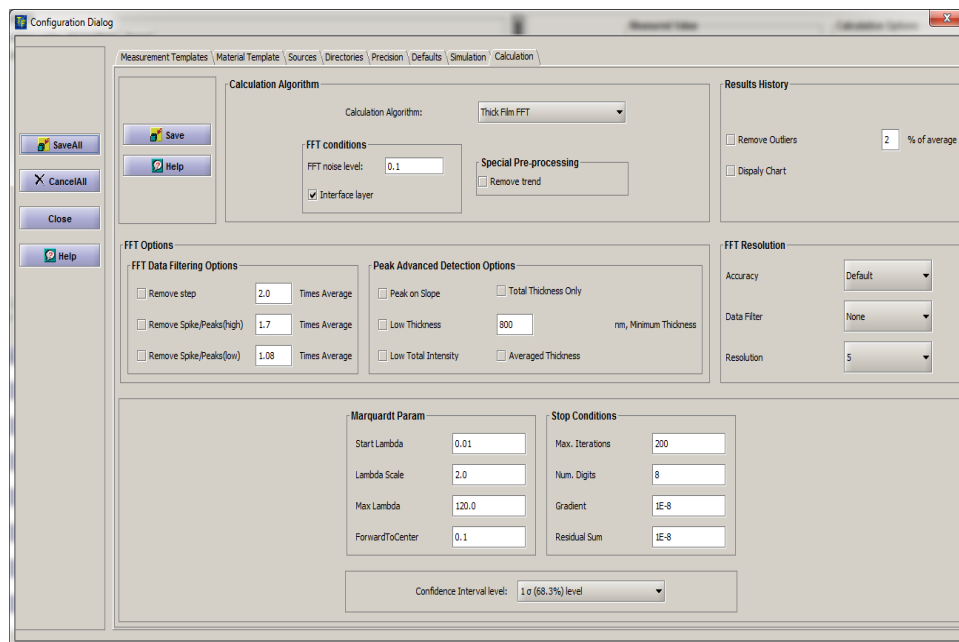 TF Configuration Dialog
Measured Value
Calculation Options
X
Measurement Templates
Material Template
Sources
Directories
Precision
Defaults
Simulation
Calculation
SaveAll
CancelAll
Close
Help
Save
Help
Calculation Algorithm
Calculation Algorithm:
Thick Film FFT
FFT conditions
FFT noise level:
0.1
Interface layer
Special Pre-processing
Remove trend
Results History
Remove Outliers
2
% of average
Dispaly Chart
FFT Options
FFT Data Filtering Options
Remove step
2.0
Times Average
Remove Spike/Peaks(high)
1.7
Times Average
Remove Spike/Peaks(low)
1.08
Times Average
Peak Advanced Detection Options
Peak on Slope
Total Thickness Only
Low Thickness
800
nm, Minimum Thickness
Low Total Intensity
Averaged Thickness
FFT Resolution
Accuracy
Default
Data Filter
None
Resolution
5
Marquardt Param
Start Lambda
0.01
Lambda Scale
2.0
Max Lambda
120.0
ForwardToCenter
0.1
Stop Conditions
Max. Iterations
200
Num. Digits
8
Gradient
1E-8
Residual Sum
1E-8
Confidence Interval level:
1 σ (68.3%) level